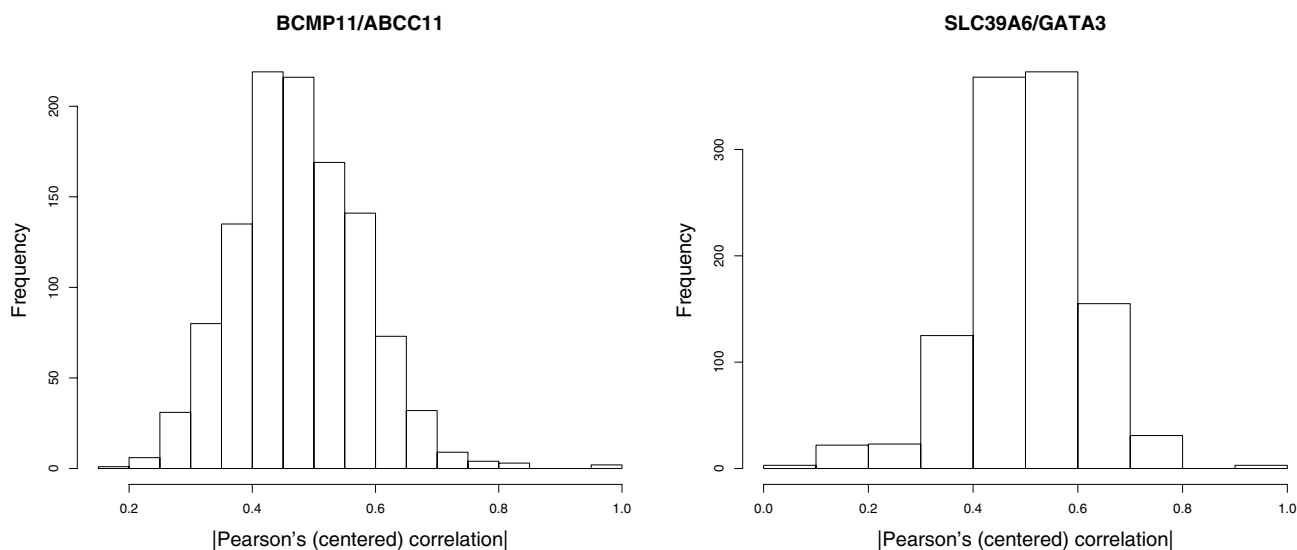 BCMP11/ABCC11
Frequency
200
150
100
50
0
0.2 0.4 0.6 0.8 1.0
|Pearson's (centered) correlation|
SLC39A6/GATA3
Frequency
300
200
100
0
0.0 0.2 0.4 0.6 0.8 1.0
|Pearson's (centered) correlation|